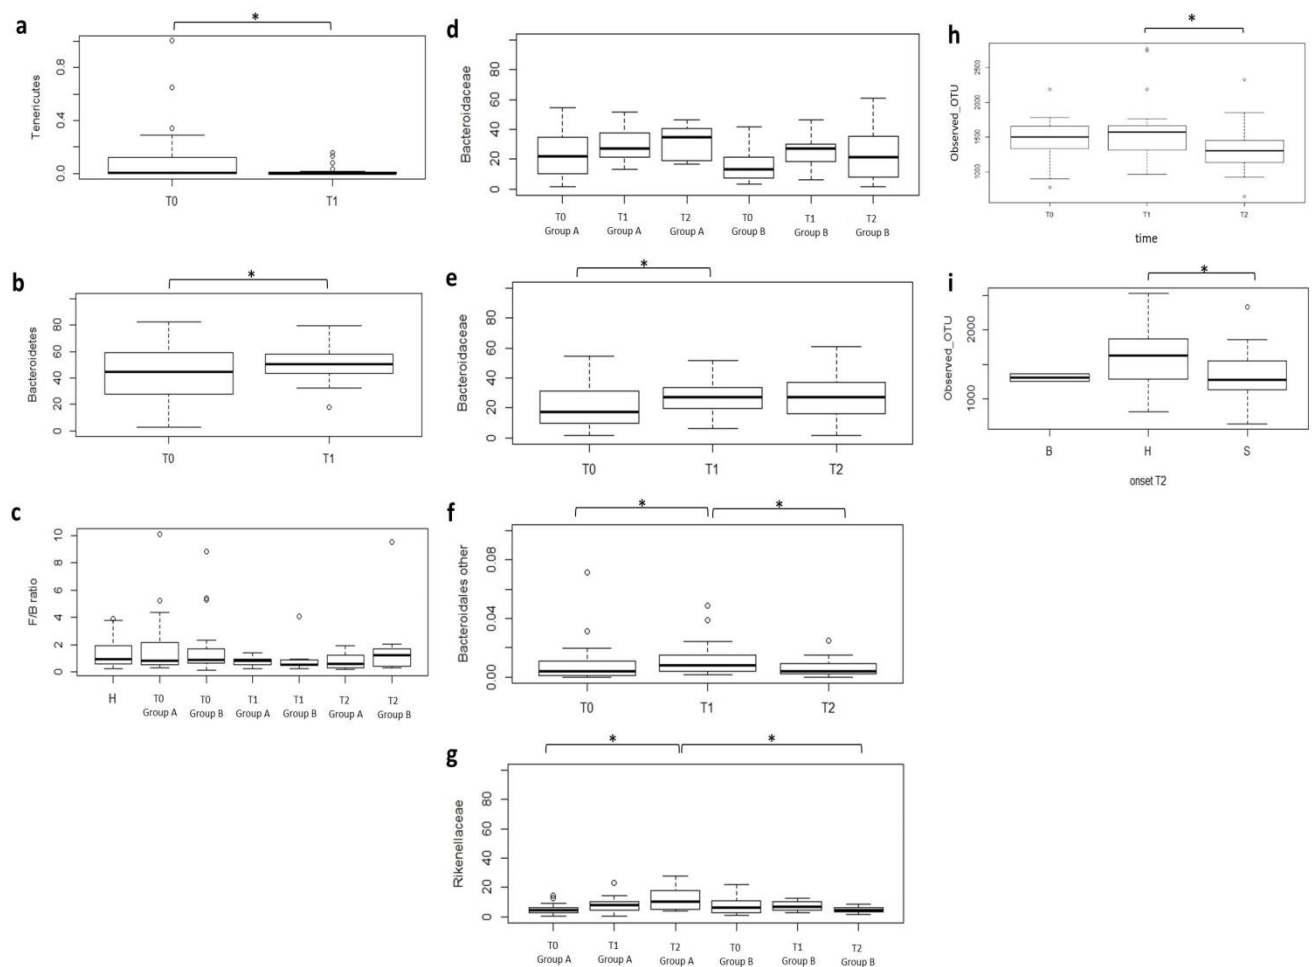 a
*
Tenericutes
0.8
0.4
0.0
T0 T1
b
*
Bacteroidetes
80
60
40
20
0
T0 T1
c
F/B ratio
10
8
6
4
2
0
H T0 T0 T1 T1 T2 T2
Group A Group B Group A Group B Group A Group B
d
Bacteroidaceae
80
60
40
20
0
T0 T1 T2 T0 T1 T2
Group A Group A Group A Group B Group B Group B
e
*
Bacteroidaceae
80
60
40
20
0
T0 T1 T2
f
* *
Bacteroidales other
0.08
0.04
0.00
T0 T1 T2
g
* *
Rikenellaceae
80
60
40
20
0
T0 T1 T2 T0 T1 T2
Group A Group A Group A Group B Group B Group B
h
*
Observed_OTU
2500
2000
1500
1000
T0 T1 T2
time
i
*
Observed_OTU
2000
1000
B H S
onset T2